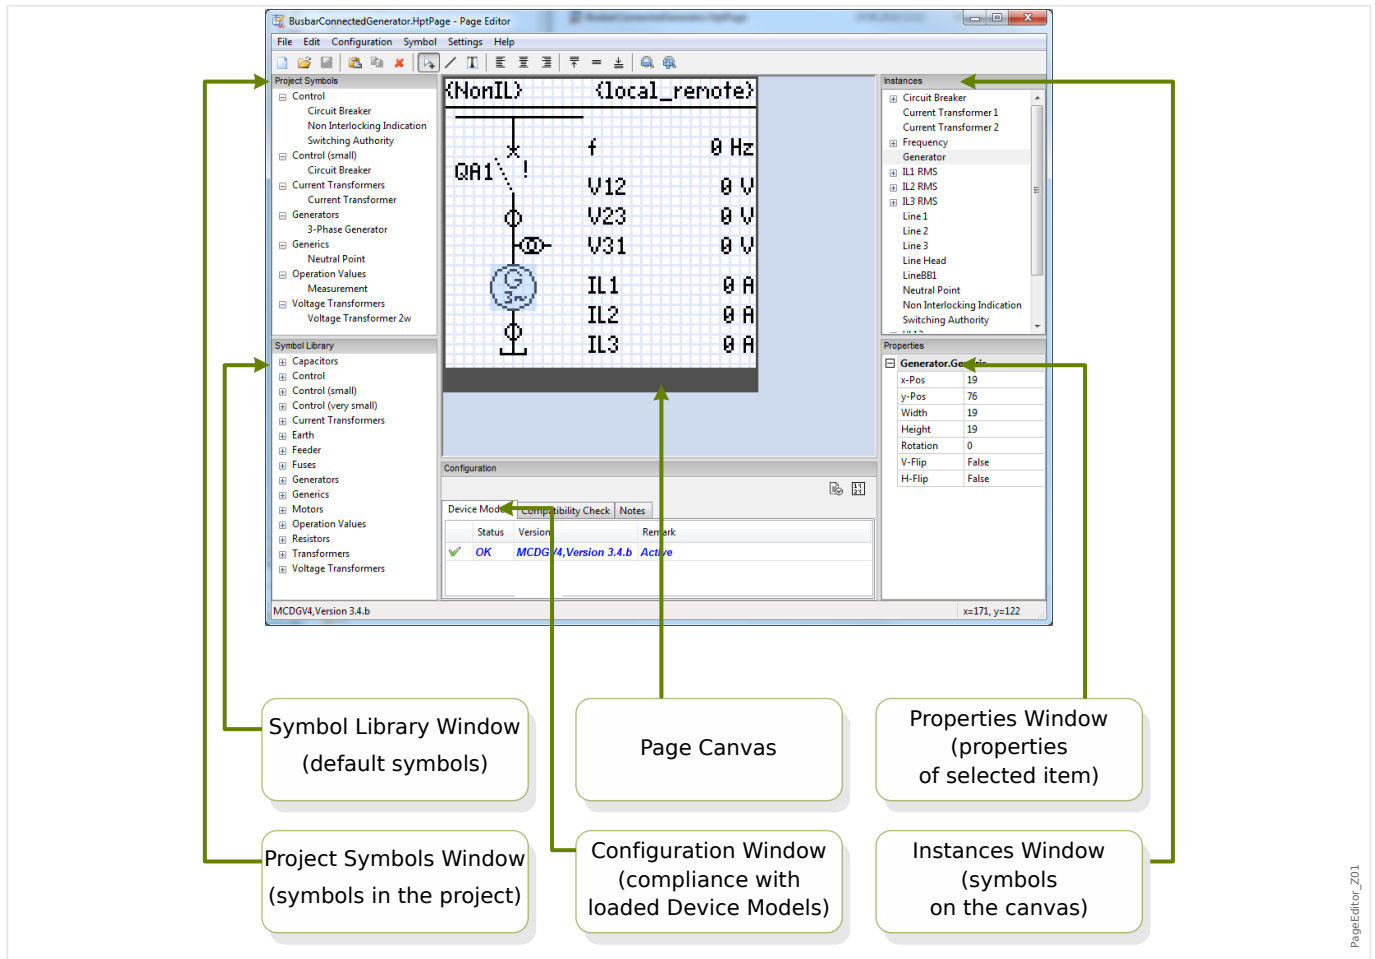 BusbarConnectedGenerator.HptPage - Page Editor
File Edit Configuration Symbol Settings Help
Project Symbols
Control
Circuit Breaker
Non Interlocking Indication
Switching Authority
Control (small)
Circuit Breaker
Current Transformers
Current Transformer
Generators
3-Phase Generator
Generics
Neutral Point
Operation Values
Measurement
Voltage Transformers
Voltage Transformer 2w
Symbol Library
Capacitors
Control
Control (small)
Control (very small)
Current Transformers
Earth
Feeder
Fuses
Generators
Generics
Motors
Operation Values
Resistors
Transformers
Voltage Transformers
{NonIL} {local_remote}
f 0 Hz
QA1 !
V12 0 V
V23 0 V
V31 0 V
G
3~
IL1 0 A
IL2 0 A
IL3 0 A
Configuration
Compatibility Check Notes
Status Version Remark
OK MCDGV4,Version 3.4.b Active
Instances
Circuit Breaker
Current Transformer 1
Current Transformer 2
Frequency
Generator
IL1 RMS
IL2 RMS
IL3 RMS
Line 1
Line 2
Line 3
Line Head
LineBB1
Neutral Point
Non Interlocking Indication
Switching Authority
Properties
x-Pos 19
y-Pos 76
Width 19
Height 19
Rotation 0
V-Flip False
H-Flip False
MCDGV4,Version 3.4.b x=171, y=122
Symbol Library Window
(default symbols)
Page Canvas
Properties Window
(properties
of selected item)
Project Symbols Window
(symbols in the project)
Configuration Window
(compliance with
loaded Device Models)
Instances Window
(symbols
on the canvas)
PageEditor_Z01